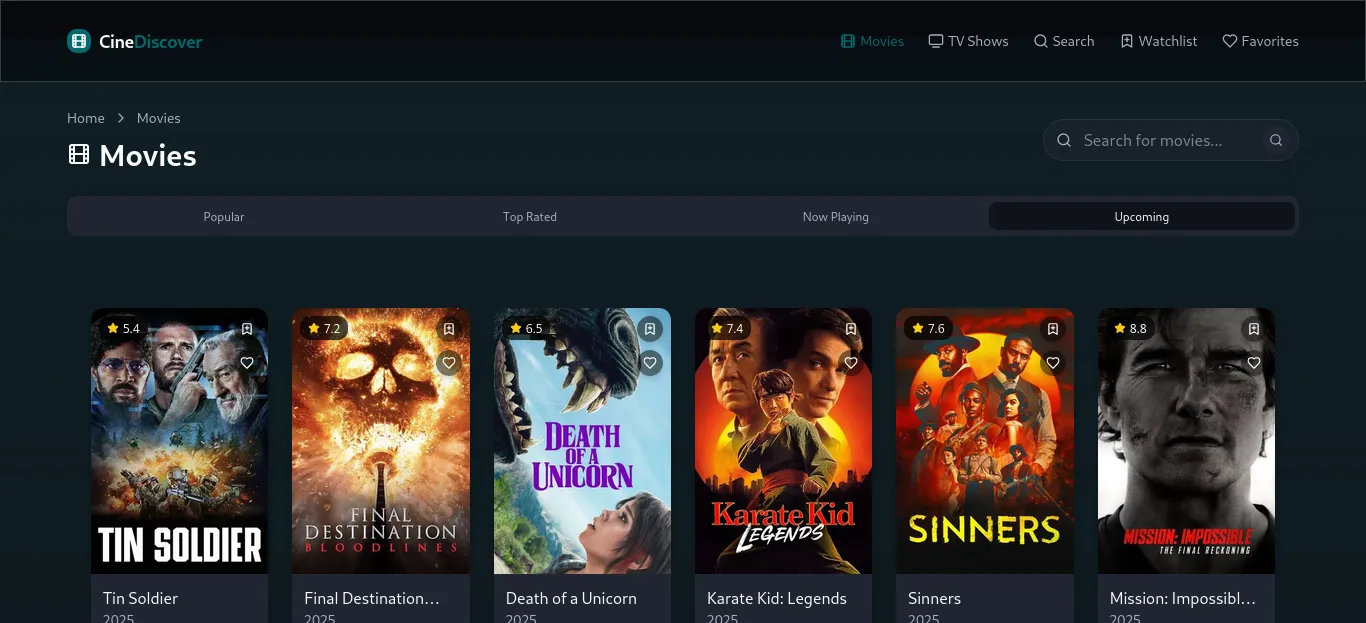 CineDiscover
Movies
TV Shows
Search
Watchlist
Favorites
Home > Movies
Movies
Search for movies...
Popular
Top Rated
Now Playing
Upcoming
5.4
7.2
6.5
7.4
7.6
8.8
TIN SOLDIER
FINAL
DESTINATION
BLOODLINES
DEATH
OF A
UNICORN
Karate Kid
LEGENDS
SINNERS
MISSION: IMPOSSIBLE
THE FINAL RECKONING
Tin Soldier
2025
Final Destination...
2025
Death of a Unicorn
2025
Karate Kid: Legends
2025
Sinners
2025
Mission: Impossibl...
2025